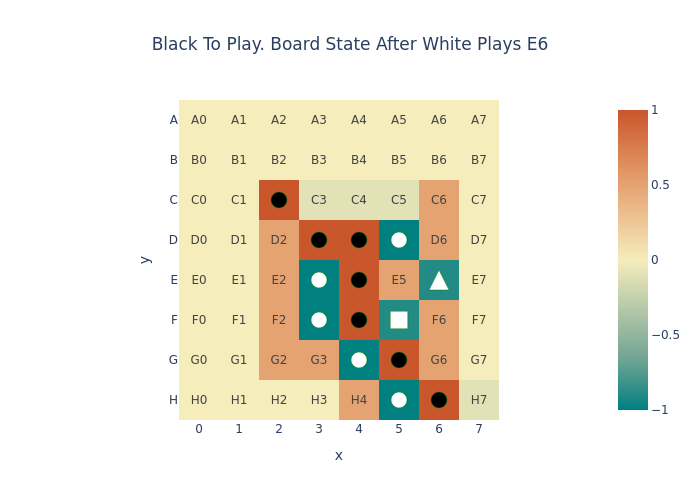 Black To Play. Board State After White Plays E6
A A0 A1 A2 A3 A4 A5 A6 A7
B B0 B1 B2 B3 B4 B5 B6 B7
C C0 C1 C3 C4 C5 C6 C7
D D0 D1 D2 D6 D7
E E0 E1 E2 E5 E7
F F0 F1 F2 F6 F7
G G0 G1 G2 G3 G6 G7
H H0 H1 H2 H3 H4 H7
0 1 2 3 4 5 6 7
x
y
1
0.5
0
−0.5
−1